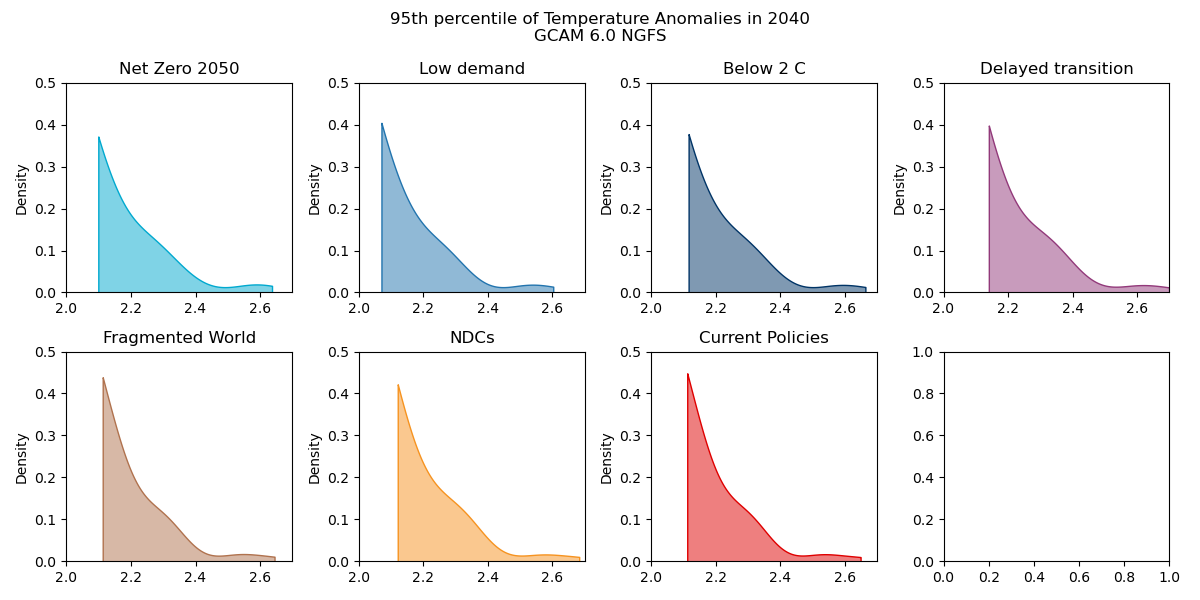 95th percentile of Temperature Anomalies in 2040
GCAM 6.0 NGFS
Net Zero 2050
Low demand
Below 2 C
Delayed transition
0.5 0.5 0.5 0.5
0.4 0.4 0.4 0.4
0.3 0.3 0.3 0.3
0.2 0.2 0.2 0.2
0.1 0.1 0.1 0.1
0.0 0.0 0.0 0.0
Density Density Density Density
2.0 2.2 2.4 2.6 2.0 2.2 2.4 2.6 2.0 2.2 2.4 2.6 2.0 2.2 2.4 2.6
Fragmented World
NDCs
Current Policies
0.5 0.5 0.5 1.0
0.4 0.4 0.4 0.8
0.3 0.3 0.3 0.6
0.2 0.2 0.2 0.4
0.1 0.1 0.1 0.2
0.0 0.0 0.0 0.0
Density Density Density
2.0 2.2 2.4 2.6 2.0 2.2 2.4 2.6 2.0 2.2 2.4 2.6 0.0 0.2 0.4 0.6 0.8 1.0